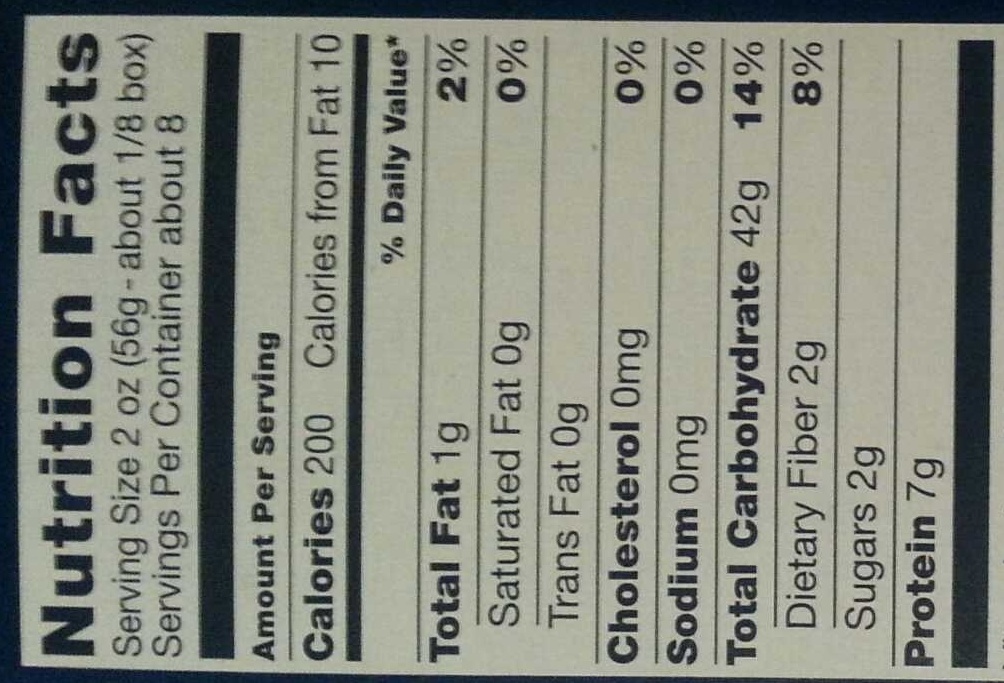 Nutrition Facts
Serving Size 2 oz (56g - about 1/8 box)
Servings Per Container about 8
Amount Per Serving
Calories 200 Calories from Fat 10
% Daily Value*
Total Fat 1g 2%
Saturated Fat 0g 0%
Trans Fat 0g
Cholesterol 0mg 0%
Sodium 0mg 0%
Total Carbohydrate 42g 14%
Dietary Fiber 2g 8%
Sugars 2g
Protein 7g